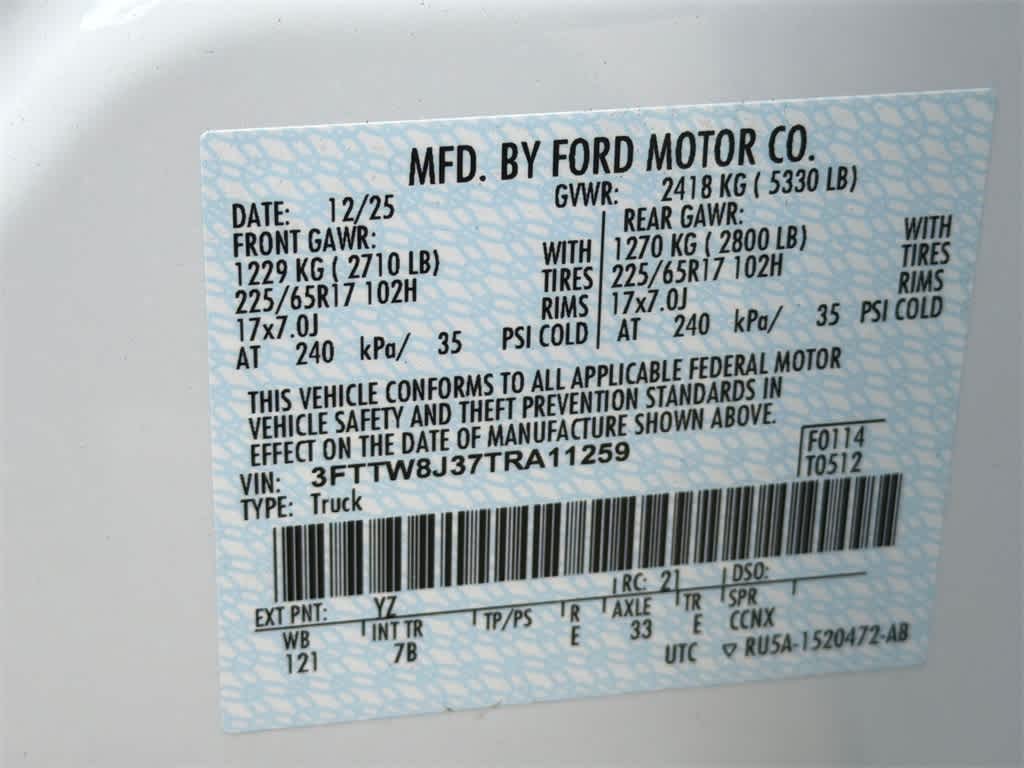 MFD. BY FORD MOTOR CO.
DATE: 12/25 GVWR: 2418 KG ( 5330 LB)
FRONT GAWR: REAR GAWR:
1229 KG ( 2710 LB) WITH 1270 KG ( 2800 LB) WITH
225/65R17 102H TIRES 225/65R17 102H TIRES
17x7.0J RIMS 17x7.0J RIMS
AT 240 kPa/ 35 PSI COLD AT 240 kPa/ 35 PSI COLD
THIS VEHICLE CONFORMS TO ALL APPLICABLE FEDERAL MOTOR
VEHICLE SAFETY AND THEFT PREVENTION STANDARDS IN
EFFECT ON THE DATE OF MANUFACTURE SHOWN ABOVE.
VIN: 3FTTW8J37TRA11259 F0114
TYPE: Truck T0512
EXT PNT: YZ RC: 21 DSO:
WB INT TR TP/PS R AXLE TR SPR
121 7B E 33 E CCNX
UTC ▽ RU5A-1520472-AB